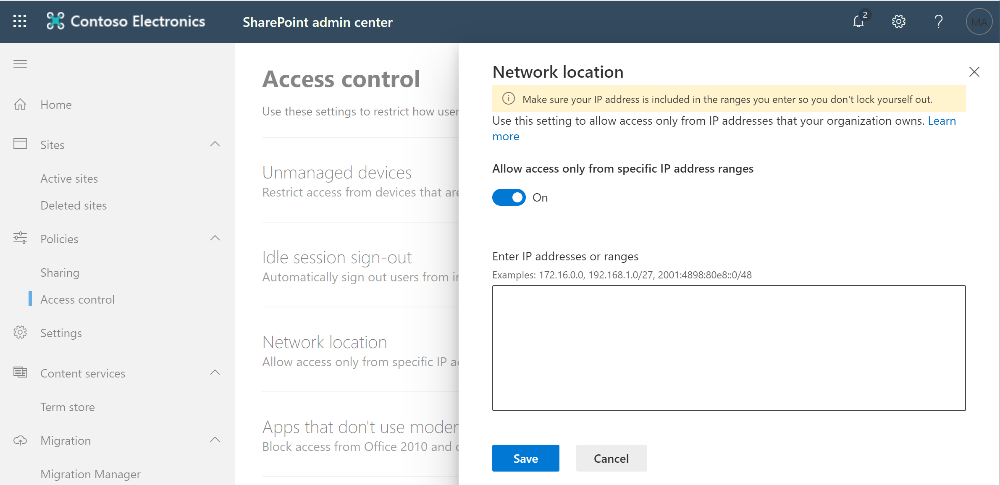 Contoso Electronics
SharePoint admin center
2
MA
Home
Sites
Active sites
Deleted sites
Policies
Sharing
Access control
Settings
Content services
Term store
Migration
Migration Manager
Access control
Use these settings to restrict how user
Unmanaged devices
Restrict access from devices that are
Idle session sign-out
Automatically sign out users from in
Network location
Allow access only from specific IP ad
Apps that don't use moder
Block access from Office 2010 and
Network location
Make sure your IP address is included in the ranges you enter so you don't lock yourself out.
Use this setting to allow access only from IP addresses that your organization owns. Learn
more
Allow access only from specific IP address ranges
On
Enter IP addresses or ranges
Examples: 172.16.0.0, 192.168.1.0/27, 2001:4898:80e8::0/48
Save
Cancel